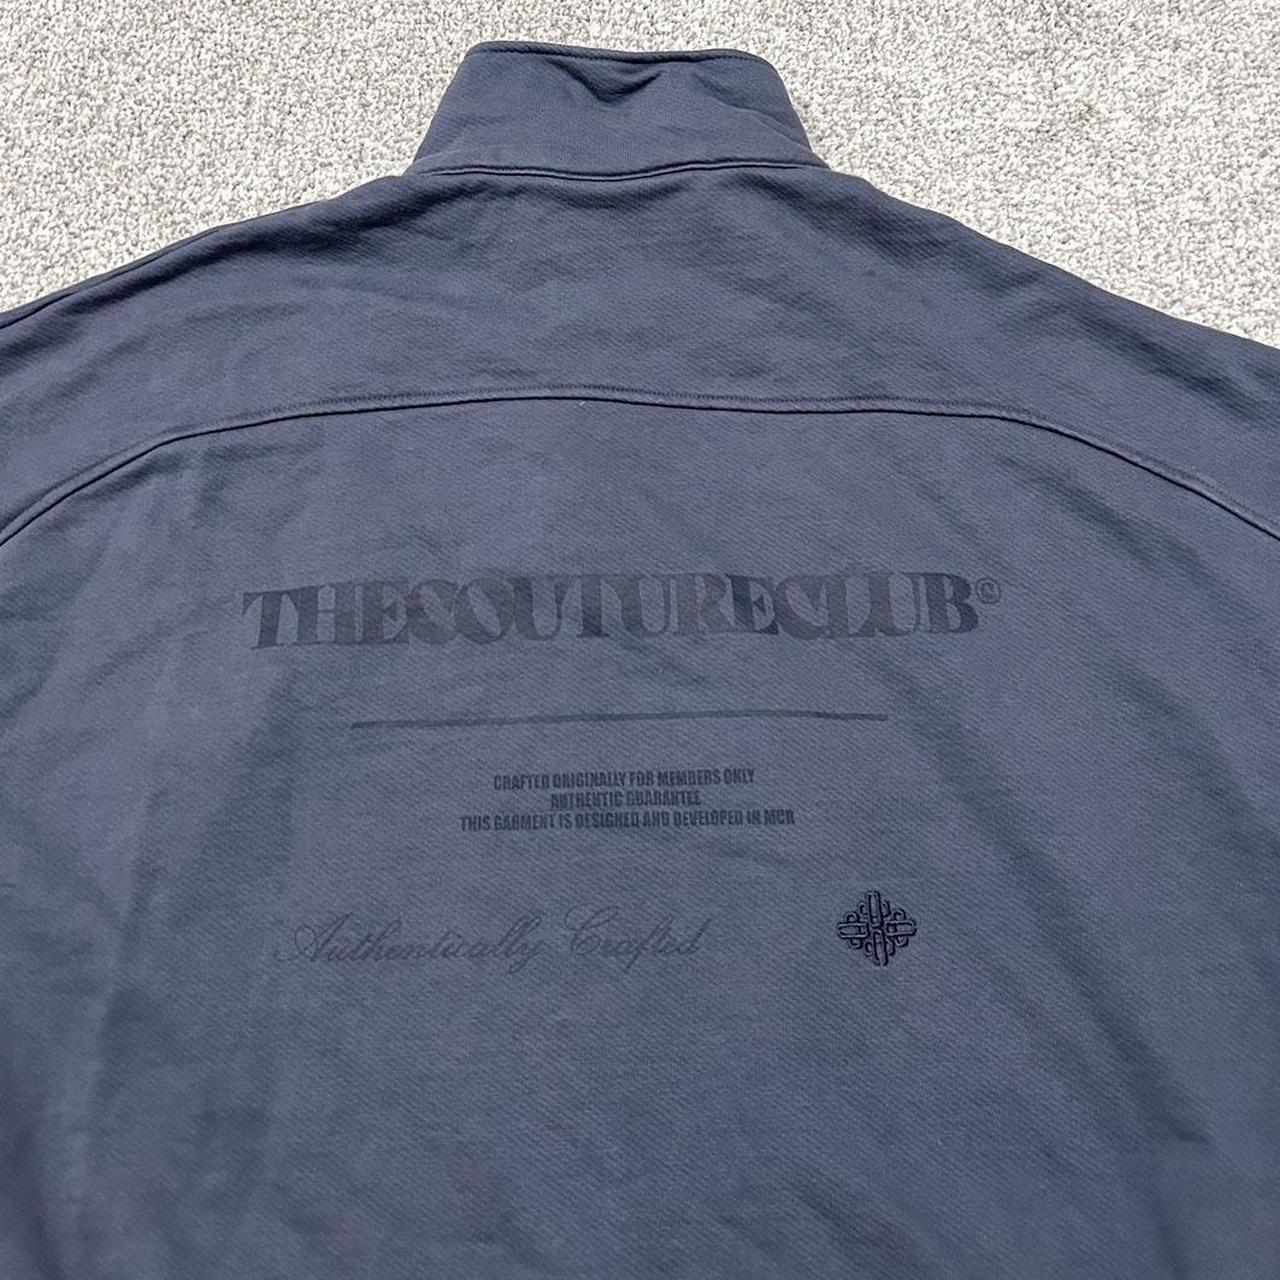 THECOUTURECLUB©
CRAFTED ORIGINALLY FOR MEMBERS ONLY
AUTHENTIC GUARANTEE
THIS GARMENT IS DESIGNED AND DEVELOPED IN MCR
Authentically Crafted